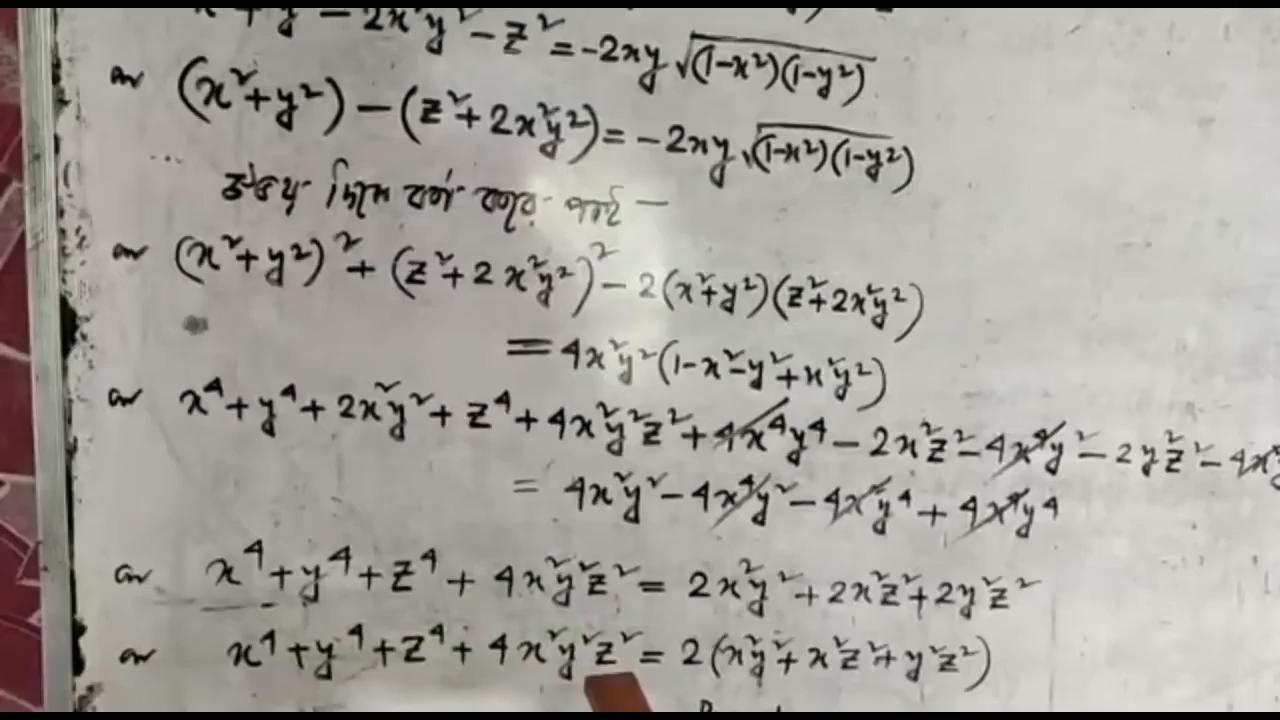 x² + y² - 2x²y² - z² = -2xy √(1-x²)(1-y²)
or (x²+y²) - (z²+2x²y²) = -2xy √(1-x²)(1-y²)
or (x²+y²)² + (z²+2x²y²)² - 2(x²+y²)(z²+2x²y²)
= 4x²y²(1-x²-y²+x²y²)
or x⁴+y⁴+2x²y²+z⁴+4x²y²z²+4x⁴y⁴-2x²z²-4x⁴y²-2y²z²-4x²
= 4x²y²-4x⁴y²-4x²y⁴+4x⁴y⁴
or x⁴+y⁴+z⁴+4x²y²z² = 2x²y²+2x²z²+2y²z²
or x⁴+y⁴+z⁴+4x²y²z² = 2(x²y²+x²z²+y²z²)